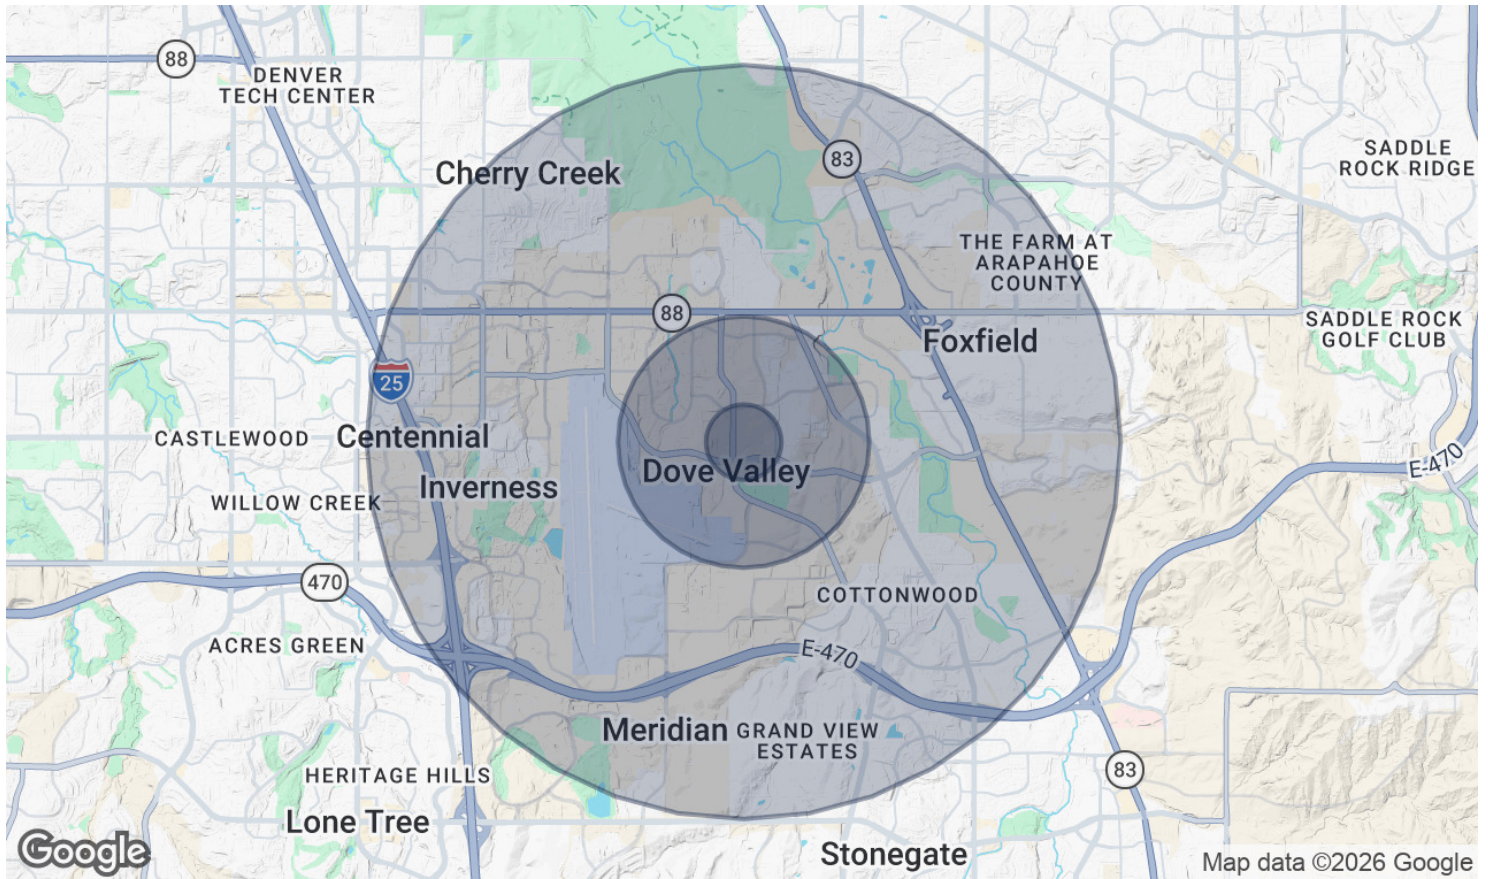 88
DENVER
TECH CENTER
83
SADDLE
ROCK RIDGE
Cherry Creek
THE FARM AT
ARAPAHOE
COUNTY
88
SADDLE ROCK
GOLF CLUB
Foxfield
25
CASTLEWOOD
Centennial
Dove Valley
E-470
Inverness
WILLOW CREEK
470
COTTONWOOD
ACRES GREEN
E-470
Meridian
GRAND VIEW
ESTATES
HERITAGE HILLS
83
Lone Tree
Stonegate
Google
Map data ©2026 Google